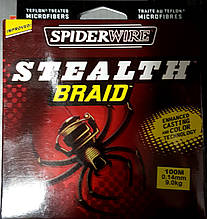 TEFLON® TREATED
MICROFIBERS
TRAITÉ AU TEFLON®
MICROFIBRES
IMPROVED
SPIDERWIRE
STEALTH
BRAID
ENHANCED
CASTING
AND COLOR
TECHNOLOGY
100M
0.14mm
9.0kg